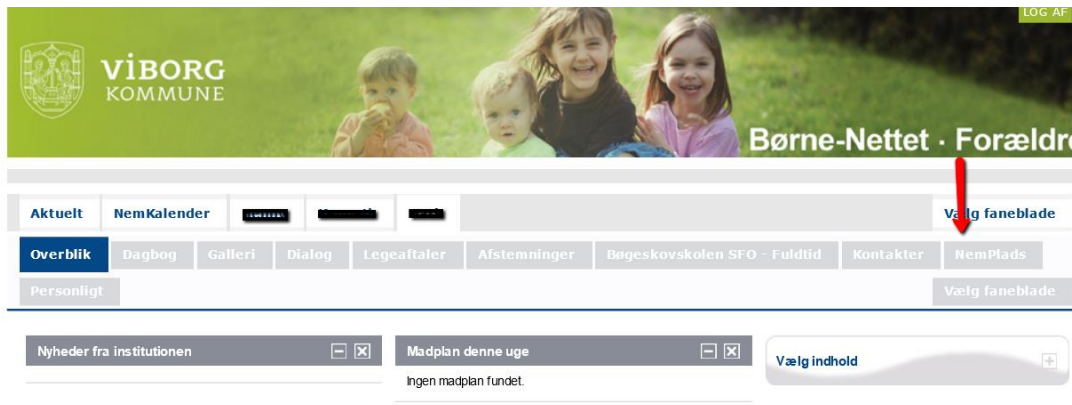 LOG AF
VIBORG
KOMMUNE
Børne-Nettet · Forældre
Aktuelt NemKalender Vælg faneblade
Overblik Dagbog Galleri Dialog Legeaftaler Afstemninger Bøgeskovskolen SFO - Fuldtid Kontakter NemPlads
Personligt Vælg faneblade
Nyheder fra institutionen Madplan denne uge Vælg indhold
Ingen madplan fundet.